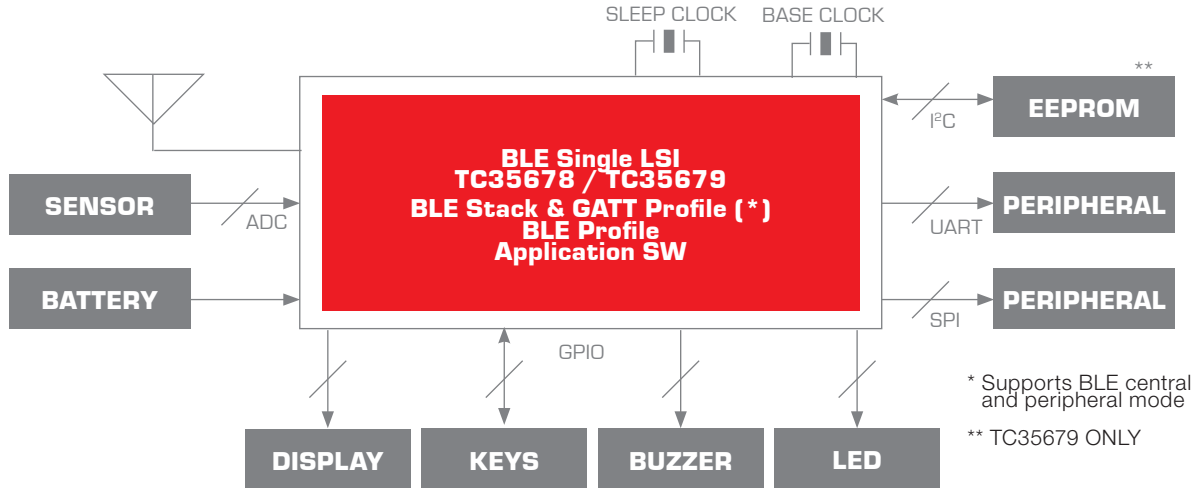 SLEEP CLOCK
BASE CLOCK
**
EEPROM
I²C
BLE Single LSI
TC35678 / TC35679
BLE Stack & GATT Profile (*)
BLE Profile
Application SW
SENSOR
ADC
PERIPHERAL
UART
BATTERY
PERIPHERAL
SPI
GPIO
* Supports BLE central
and peripheral mode
** TC35679 ONLY
DISPLAY
KEYS
BUZZER
LED